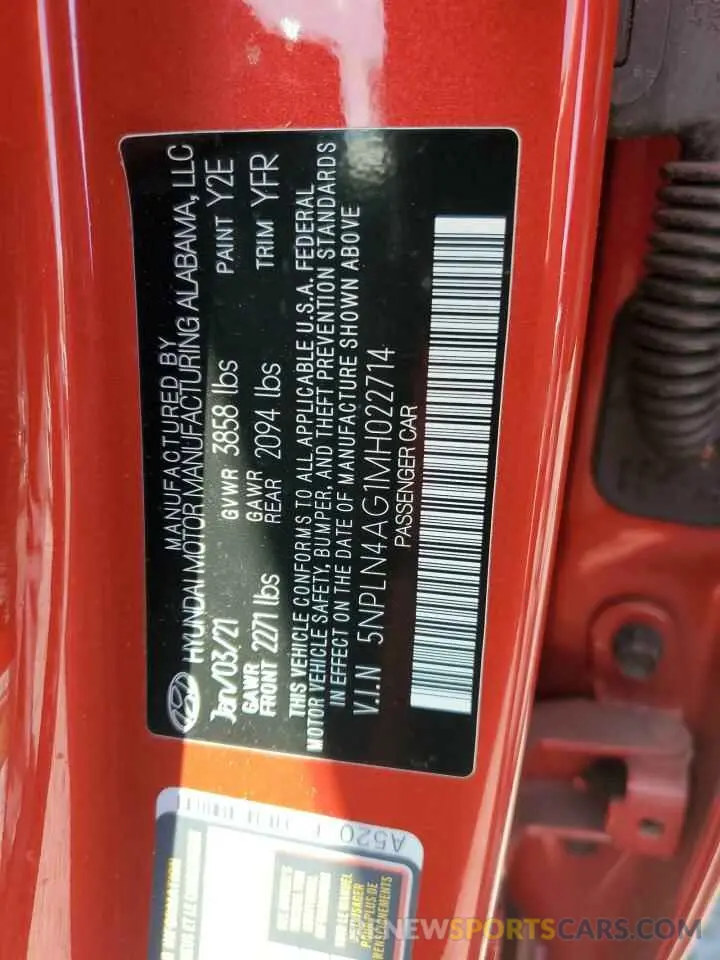 MANUFACTURED BY
HYUNDAI MOTOR MANUFACTURING ALABAMA, LLC
Jan/03/21 GVWR 3858 lbs PAINT Y2E
GAWR FRONT 2271 lbs GAWR REAR 2094 lbs TRIM YFR
THIS VEHICLE CONFORMS TO ALL APPLICABLE U.S.A. FEDERAL
MOTOR VEHICLE SAFETY, BUMPER, AND THEFT PREVENTION STANDARDS
IN EFFECT ON THE DATE OF MANUFACTURE SHOWN ABOVE
V.I.N 5NPLN4AG1MH022714
PASSENGER CAR
A520
INFORMATION
RENEWSPORTSCARS.COM